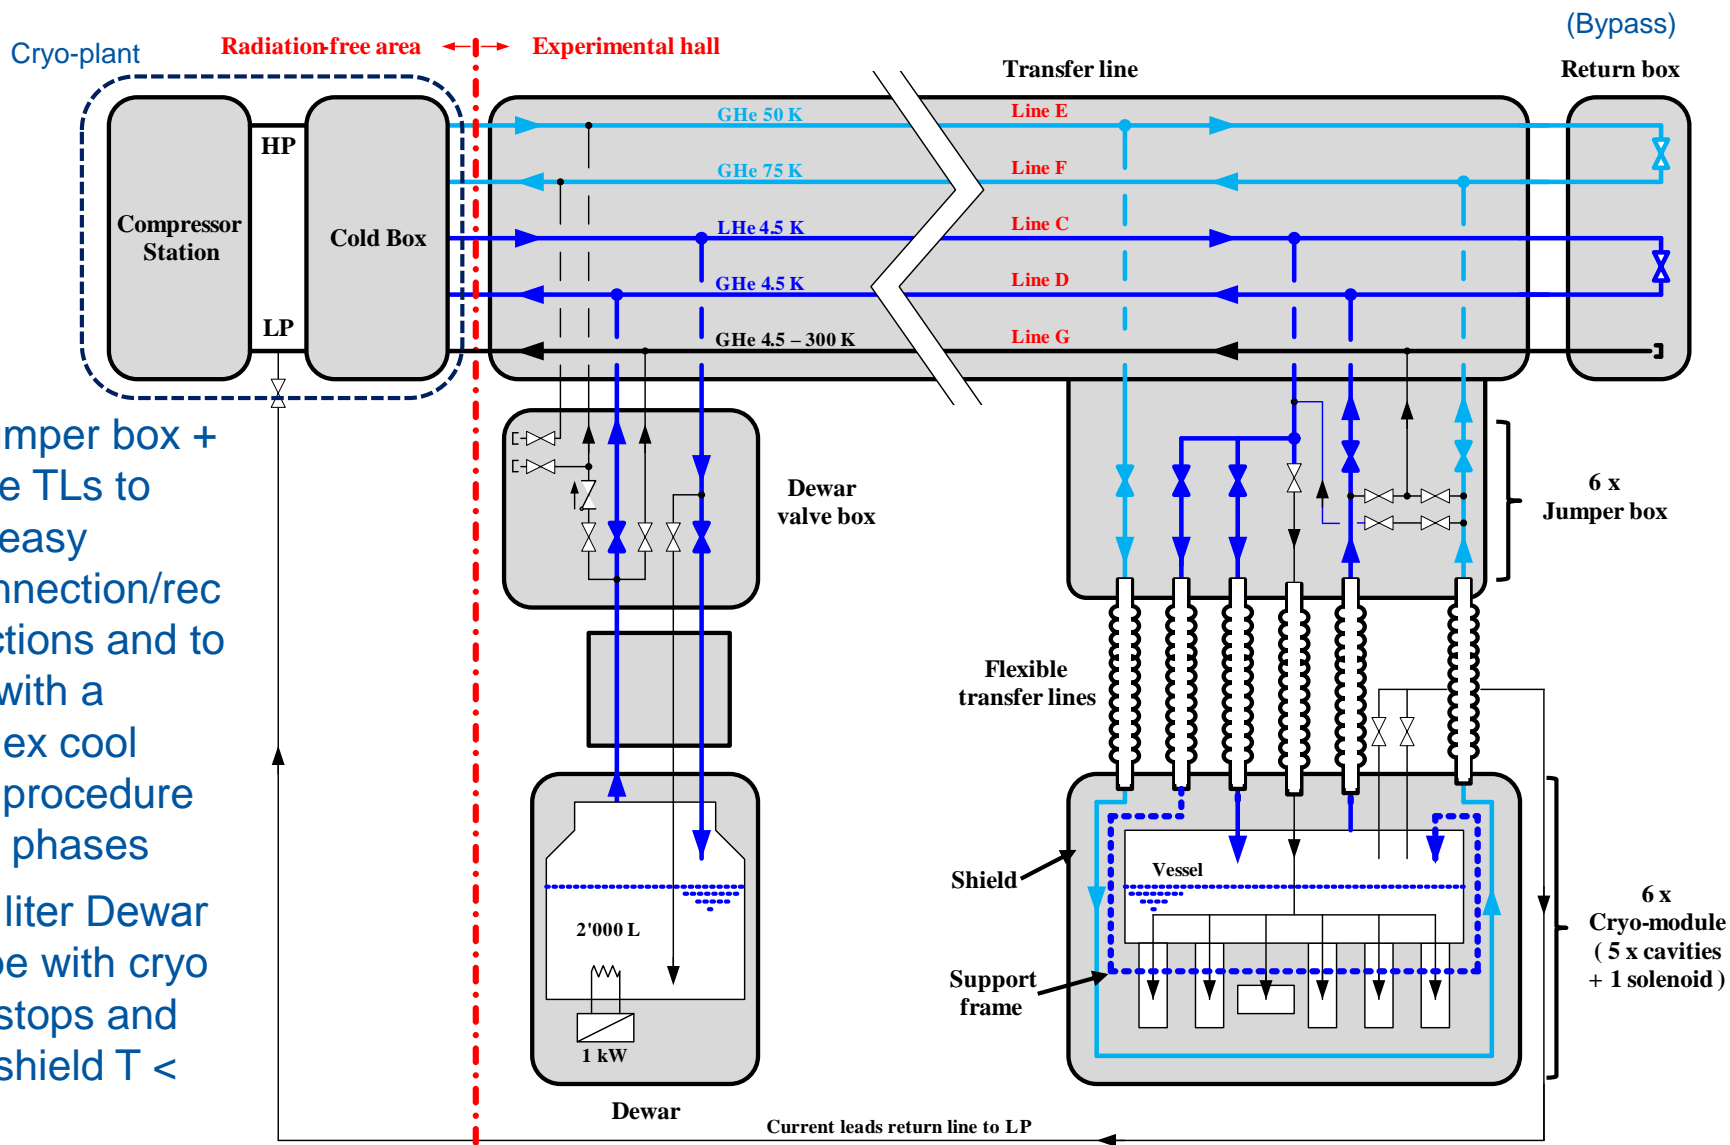 (Bypass)
Cryo-plant
Radiation-free area
Experimental hall
Transfer line
Return box
HP
LP
Compressor
Station
Cold Box
GHe 50 K
Line E
GHe 75 K
Line F
LHe 4.5 K
Line C
GHe 4.5 K
Line D
GHe 4.5 – 300 K
Line G
umper box +
e TLs to
easy
nnection/rec
ctions and to
with a
ex cool
procedure
phases
liter Dewar
pe with cryo
stops and
shield T <
Dewar
valve box
6 x
Jumper box
Flexible
transfer lines
Shield
Vessel
Support
frame
6 x
Cryo-module
( 5 x cavities
+ 1 solenoid )
2'000 L
1 kW
Dewar
Current leads return line to LP